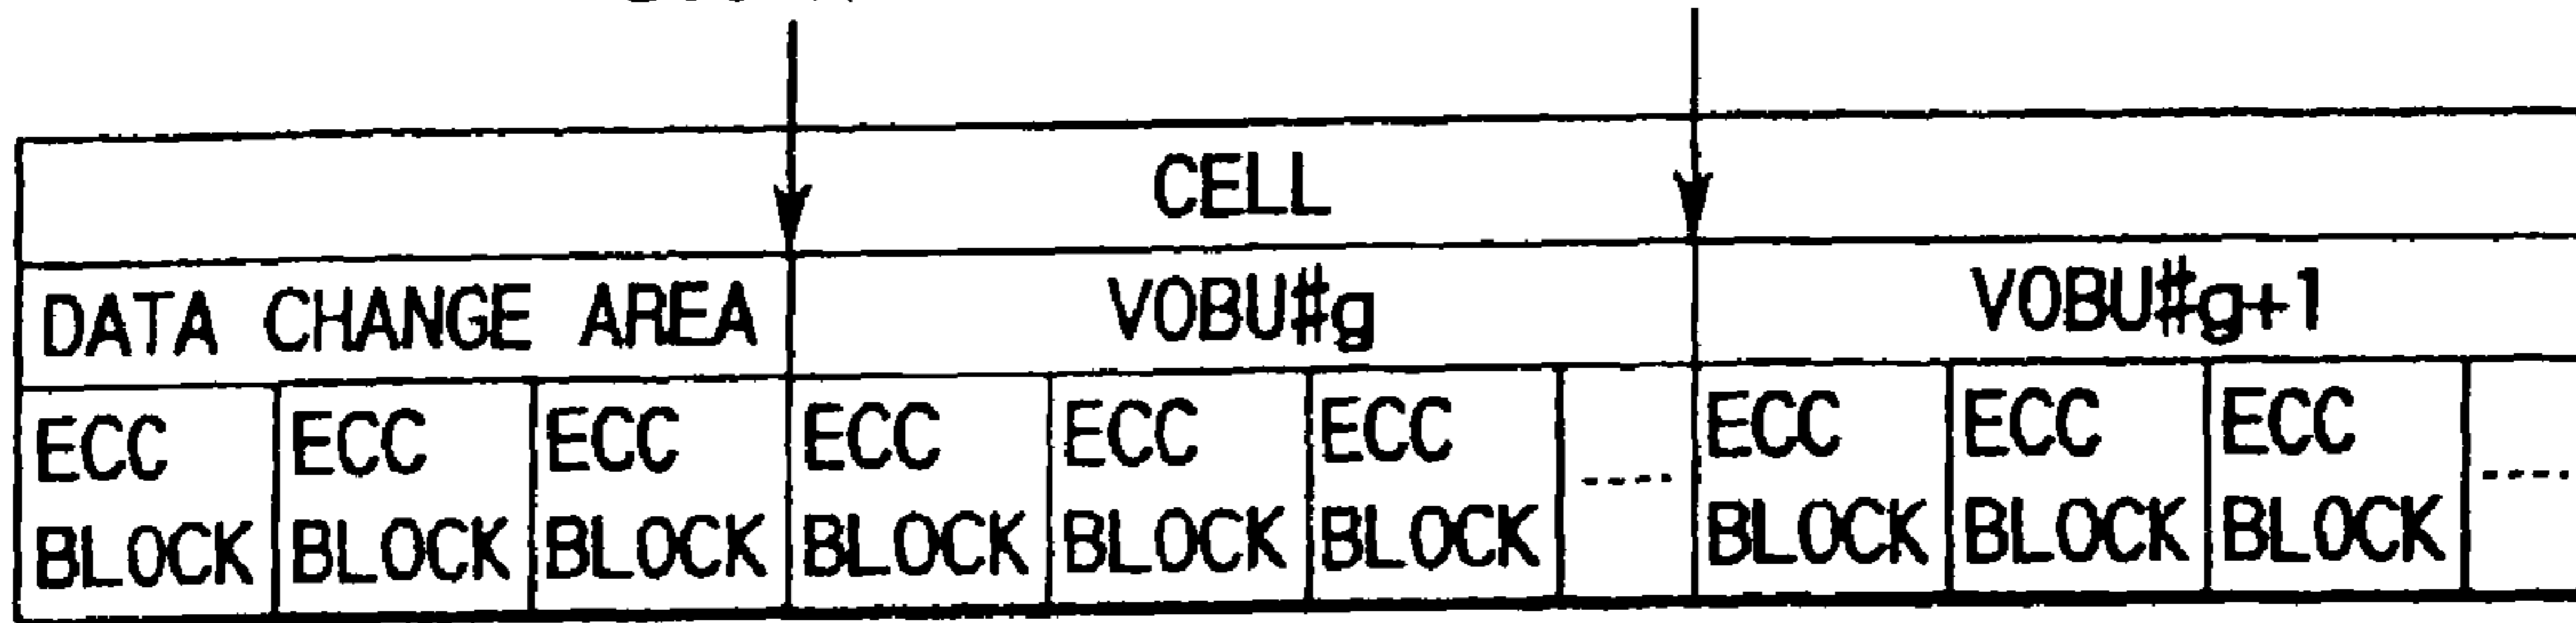 CELL
DATA CHANGE AREA VOBU#g VOBU#g+1
ECC ECC ECC ECC ECC ECC ECC ECC ECC
BLOCK BLOCK BLOCK BLOCK BLOCK BLOCK ---- BLOCK BLOCK BLOCK ----